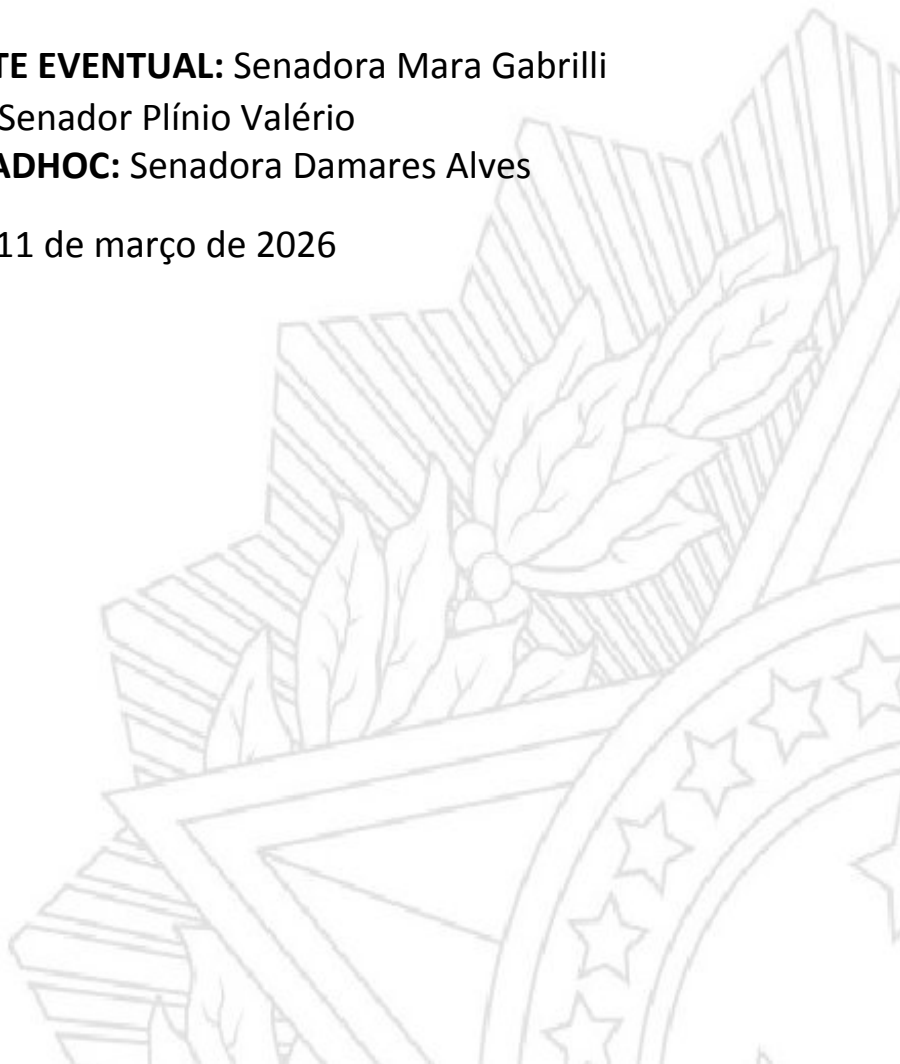 TE EVENTUAL: Senadora Mara Gabrilli
Senador Plínio Valério
ADHOC: Senadora Damares Alves
11 de março de 2026